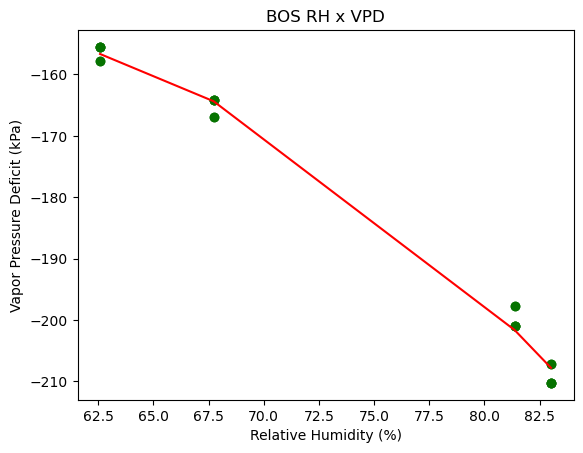 BOS RH x VPD
Vapor Pressure Deficit (kPa)
−160
−170
−180
−190
−200
−210
62.5 65.0 67.5 70.0 72.5 75.0 77.5 80.0 82.5
Relative Humidity (%)